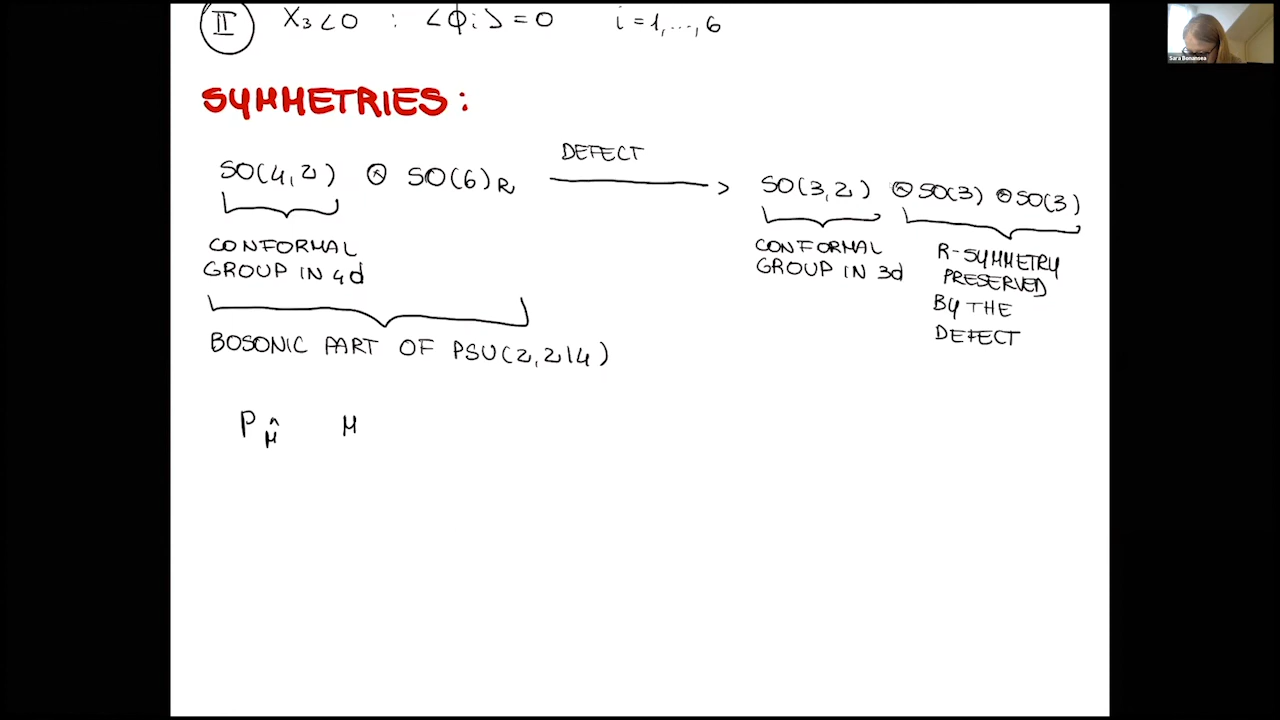 II X₃<0 : <ϕi> = 0 i=1,...,6
SYMMETRIES:
SO(4,2) ⊗ SO(6)R DEFECT → SO(3,2) ⊗ SO(3) ⊗ SO(3)
CONFORMAL GROUP IN 4d
CONFORMAL GROUP IN 3d
R-SYMMETRY
PRESERVED
BY THE
DEFECT
BOSONIC PART OF PSU(2,2|4)
P μ̂ M
Sara Bonansea